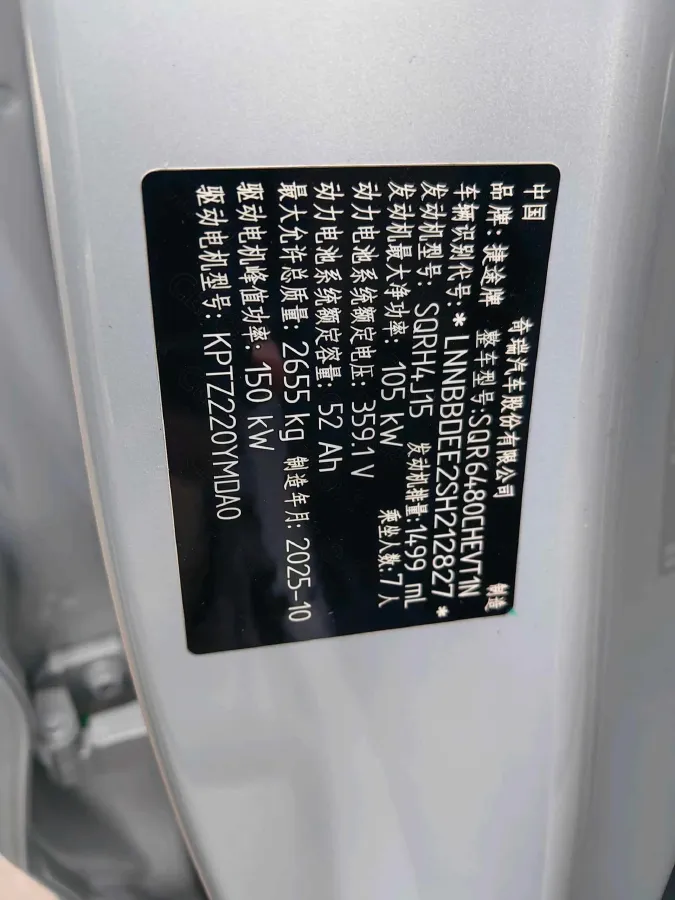 中国 奇瑞汽车股份有限公司 制造
品牌: 捷途牌 整车型号: SQR6480CHEVT1N
车辆识别代号: *LNNBBDEE2SH212827*
发动机型号: SQRH4J15 发动机排量: 1499 mL
发动机最大净功率: 105 kW 乘坐人数: 7人
动力电池系统额定电压: 359.1 V
动力电池系统额定容量: 52 Ah
最大允许总质量: 2655 kg 制造年月: 2025-10
驱动电机峰值功率: 150 kW
驱动电机型号: KPTZ220YMDA0